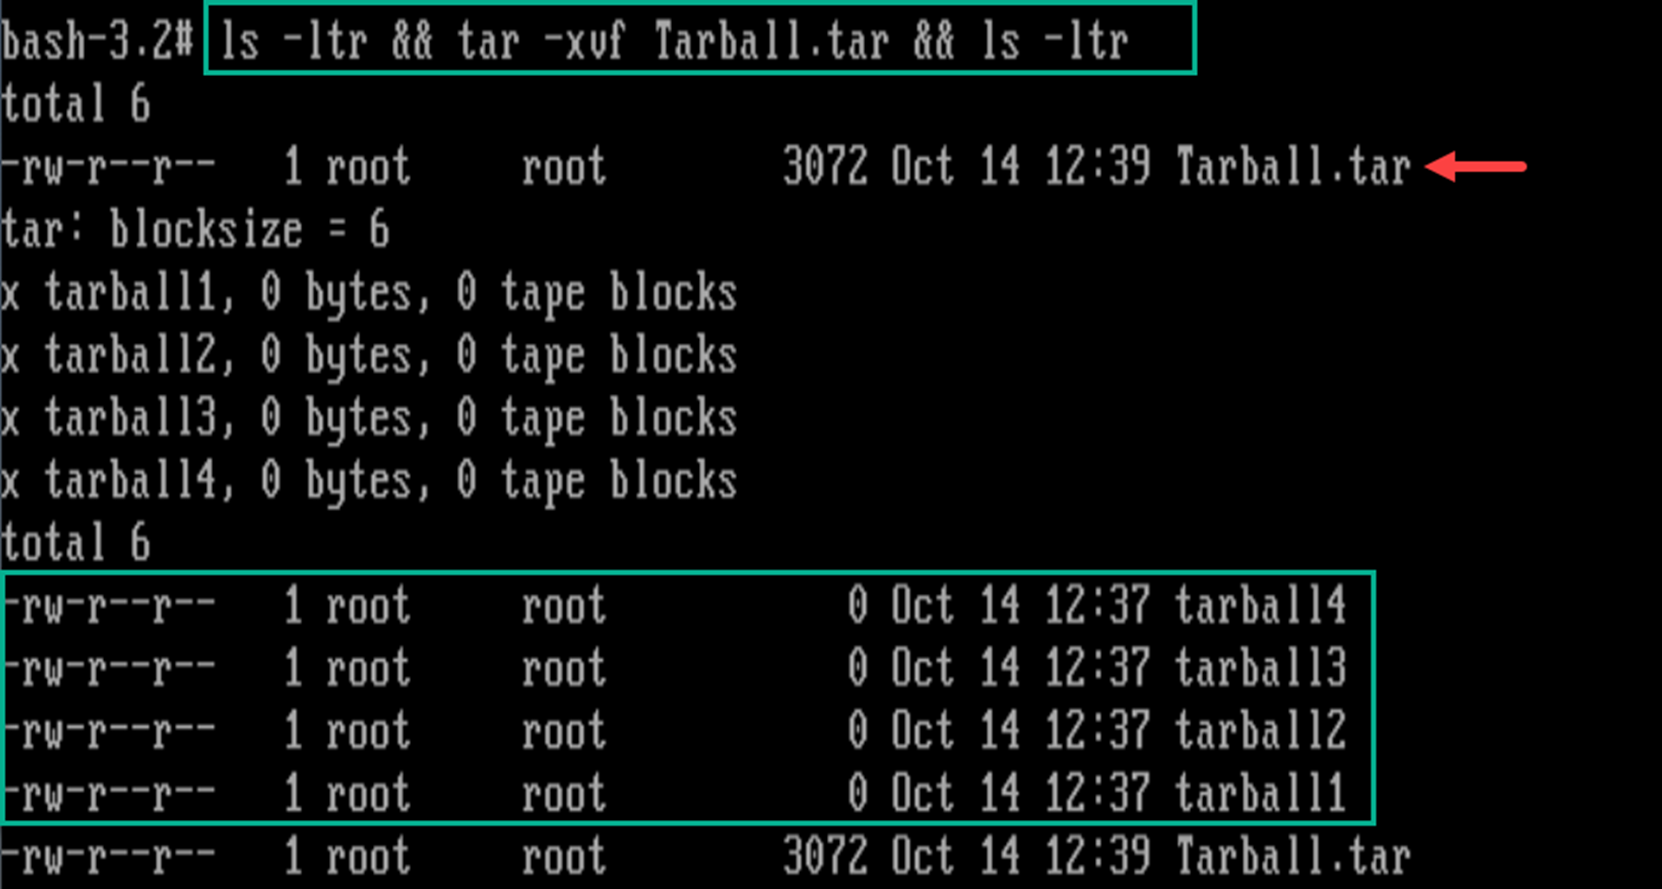 bash-3.2# ls -ltr && tar -xvf Tarball.tar && ls -ltr
total 6
-rw-r--r--   1 root     root        3072 Oct 14 12:39 Tarball.tar
tar: blocksize = 6
x tarball1, 0 bytes, 0 tape blocks
x tarball2, 0 bytes, 0 tape blocks
x tarball3, 0 bytes, 0 tape blocks
x tarball4, 0 bytes, 0 tape blocks
total 6
-rw-r--r--   1 root     root           0 Oct 14 12:37 tarball4
-rw-r--r--   1 root     root           0 Oct 14 12:37 tarball3
-rw-r--r--   1 root     root           0 Oct 14 12:37 tarball2
-rw-r--r--   1 root     root           0 Oct 14 12:37 tarball1
-rw-r--r--   1 root     root        3072 Oct 14 12:39 Tarball.tar